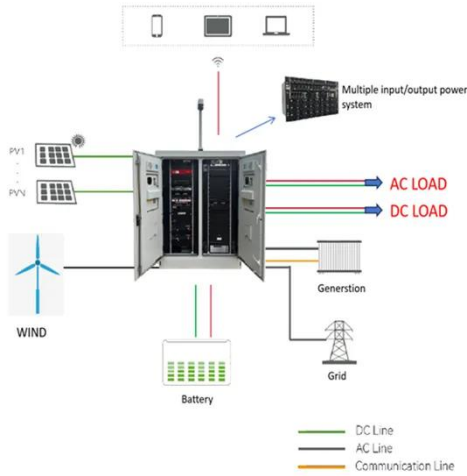 Multiple input/output power
system
PV1
PVN
AC LOAD
DC LOAD
WIND
Generstion
Grid
Battery
DC Line
AC Line
Communication Line